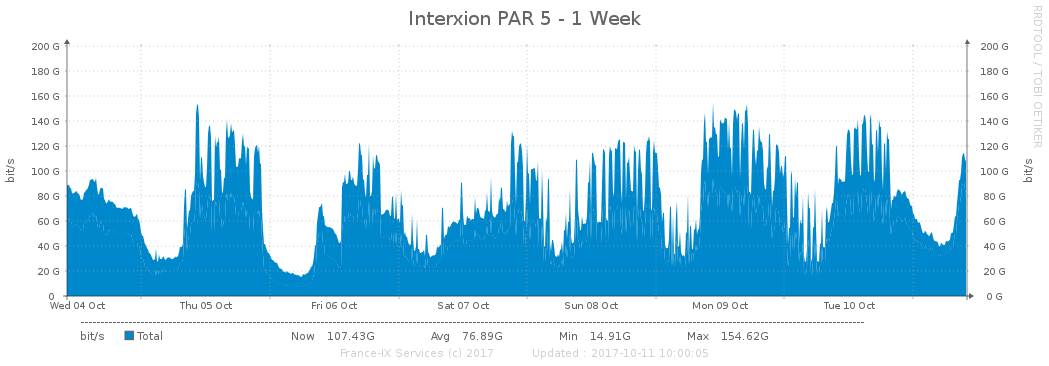 Interxion PAR 5 - 1 Week
RRDTOOL / TOBI OETIKER
bit/s
200 G
180 G
160 G
140 G
120 G
100 G
80 G
60 G
40 G
20 G
0
200 G
180 G
160 G
140 G
120 G
100 G
80 G
60 G
40 G
20 G
0 G
bit/s
Wed 04 Oct Thu 05 Oct Fri 06 Oct Sat 07 Oct Sun 08 Oct Mon 09 Oct Tue 10 Oct
bit/s Total Now 107.43G Avg 76.89G Min 14.91G Max 154.62G
France-IX Services (c) 2017 Updated : 2017-10-11 10:00:05